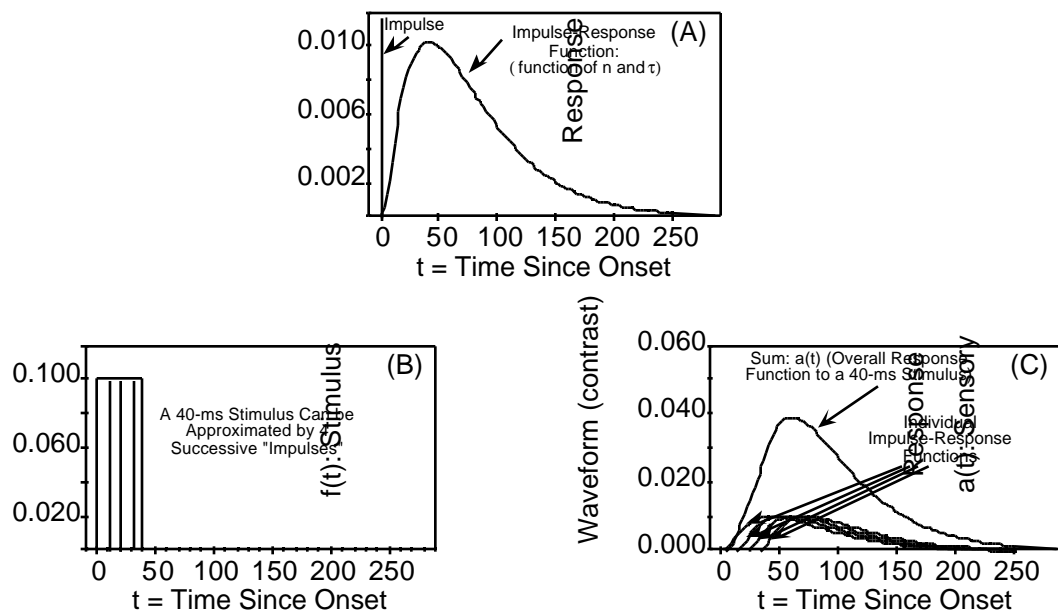 (A)
Impulse
Impulse-Response
Function:
( function of n and τ)
Response
0.010
0.006
0.002
0 50 100 150 200 250
t = Time Since Onset
(B)
f(t): Stimulus
Waveform (contrast)
0.100
0.060
0.020
A 40-ms Stimulus Can be
Approximated by 4
Successive "Impulses"
0 50 100 150 200 250
t = Time Since Onset
(C)
a(t): Sensory
Response
0.060
0.040
0.020
0.000
Sum: a(t) (Overall Response
Function to a 40-ms Stimulus)
Individual
Impulse-Response
Functions
0 50 100 150 200 250
t = Time Since Onset